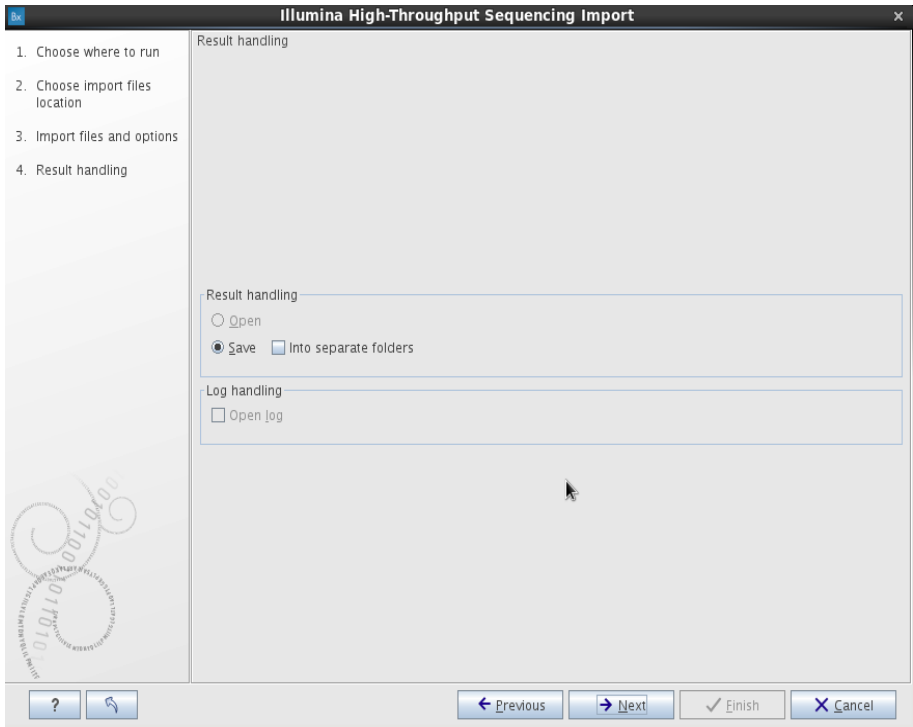 Bx
Illumina High-Throughput Sequencing Import
1. Choose where to run
2. Choose import files
location
3. Import files and options
4. Result handling
Result handling
Result handling
Open
Save Into separate folders
Log handling
Open log
? Previous Next Finish Cancel